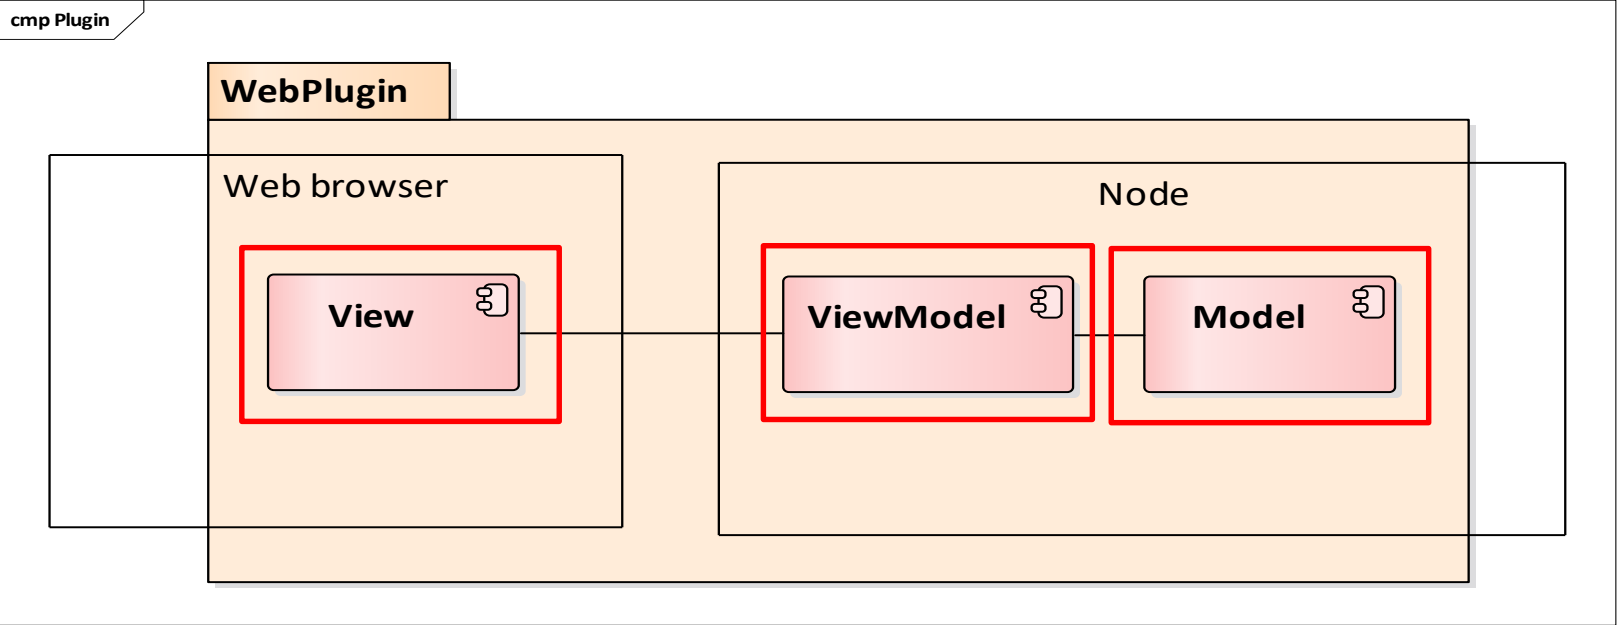 cmp Plugin
WebPlugin
Web browser
Node
View
ViewModel
Model